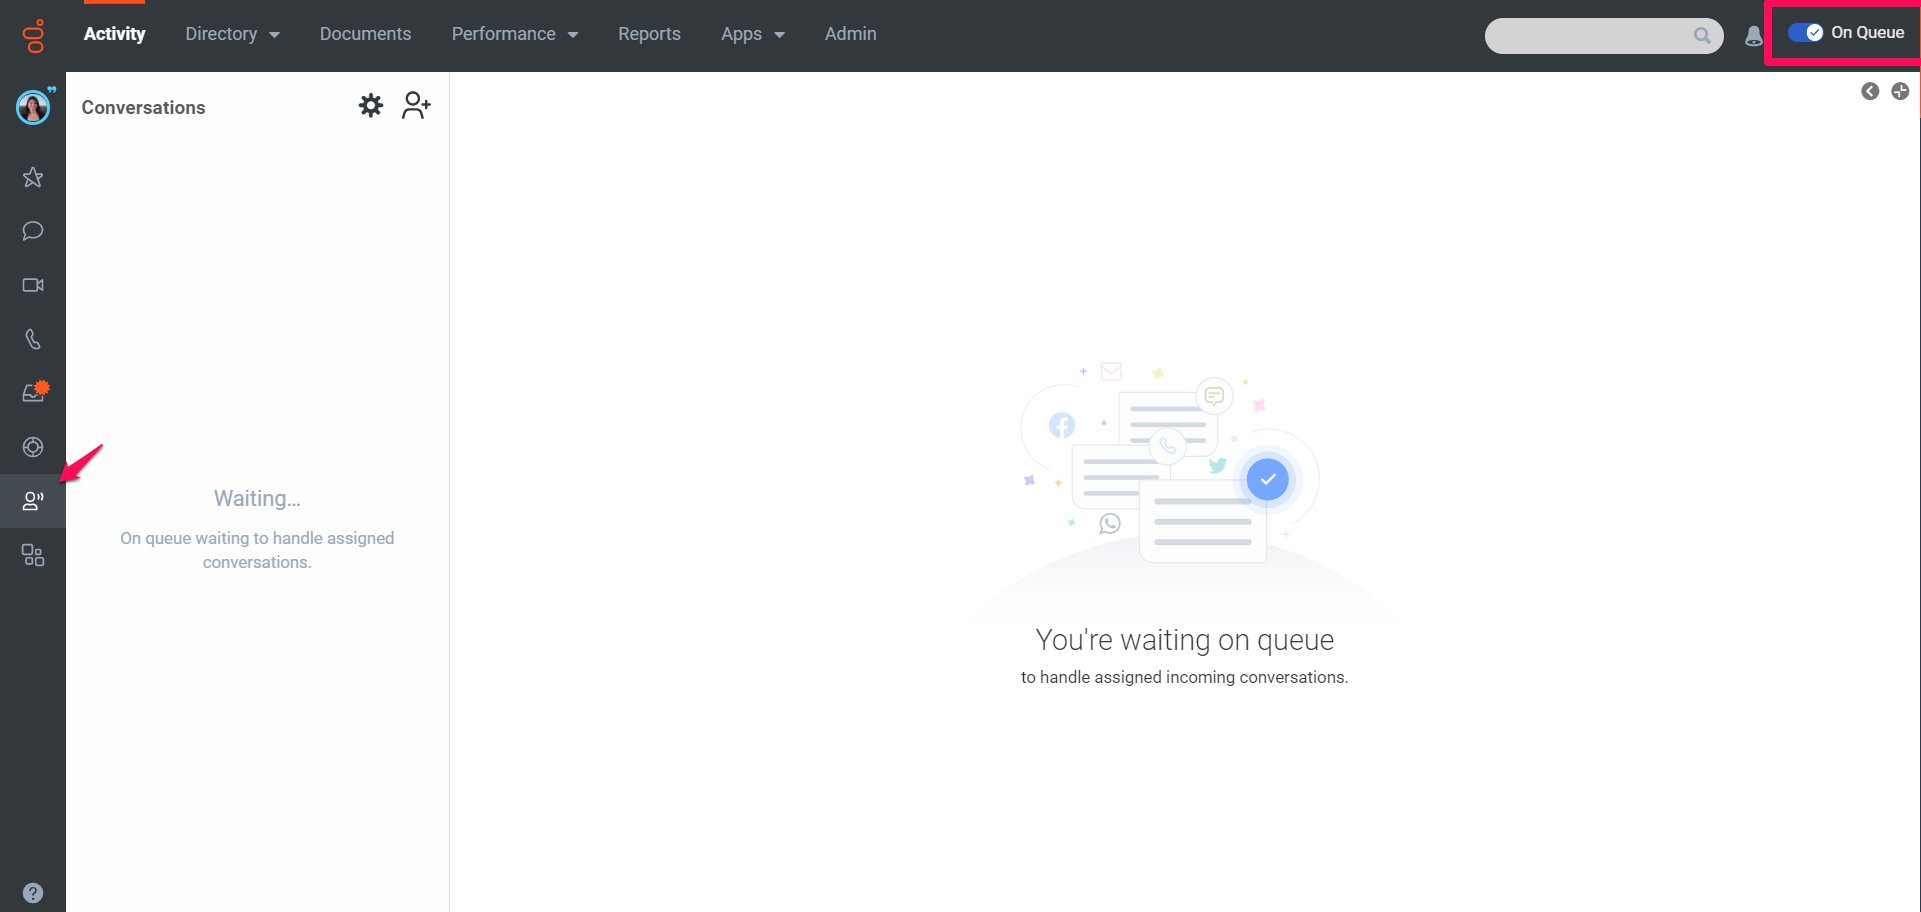 Activity
Directory
Documents
Performance
Reports
Apps
Admin
On Queue
Conversations
Waiting...
On queue waiting to handle assigned
conversations.
You're waiting on queue
to handle assigned incoming conversations.
?